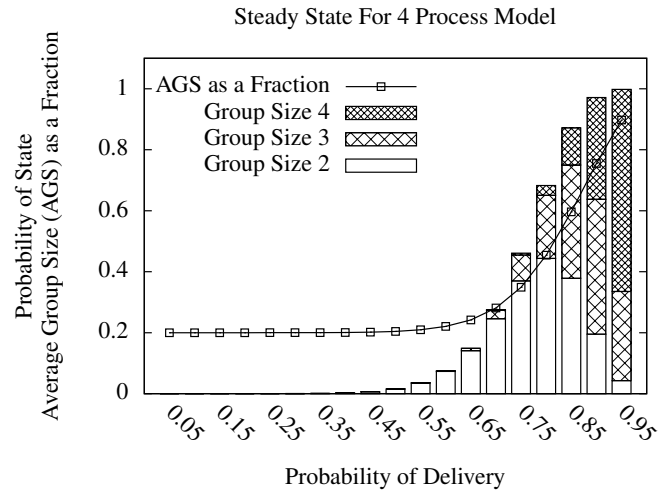 Steady State For 4 Process Model
Probability of State
Average Group Size (AGS) as a Fraction
1
0.8
0.6
0.4
0.2
0
AGS as a Fraction
Group Size 4
Group Size 3
Group Size 2
0.05
0.15
0.25
0.35
0.45
0.55
0.65
0.75
0.85
0.95
Probability of Delivery